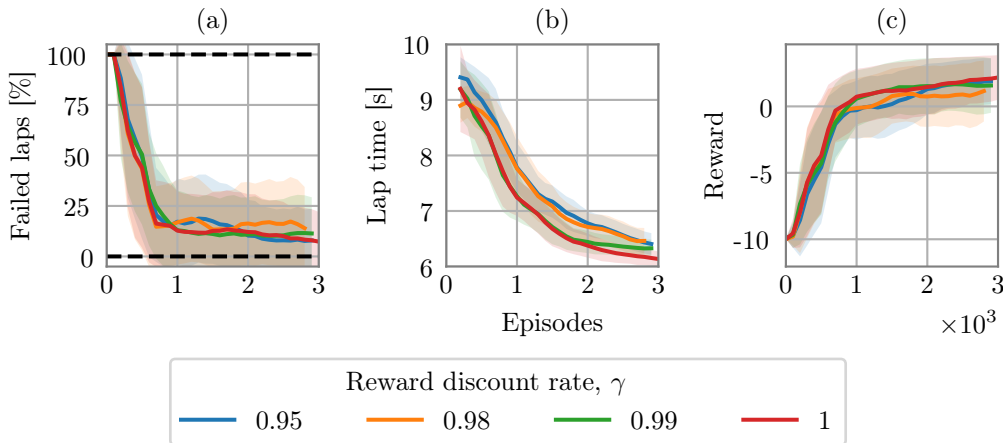 (a)
(b)
(c)
Failed laps [%]
100
75
50
25
0
0 1 2 3
Lap time [s]
10
9
8
7
6
0 1 2 3
Reward
0
-5
-10
0 1 2 3
Episodes
×10³
Reward discount rate, γ
0.95 0.98 0.99 1